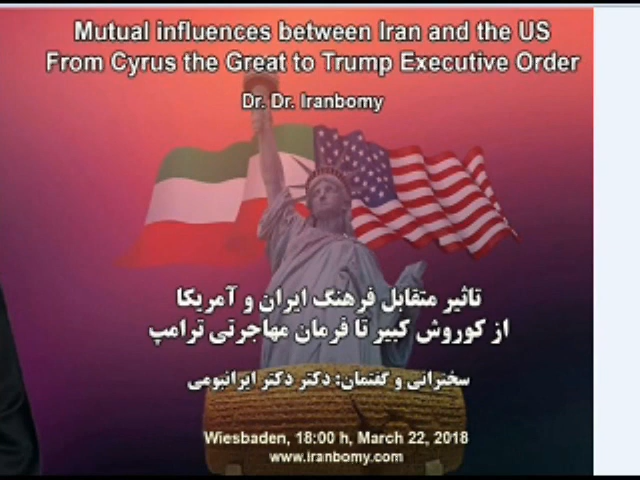 Mutual influences between Iran and the US
From Cyrus the Great to Trump Executive Order
Dr. Dr. Iranbomy
تاثیر متقابل فرهنگ ایران و آمریکا
از کوروش کبیر تا فرمان مهاجرتی ترامپ
سخنرانی و گفتمان: دکتر دکتر ایرانبومی
Wiesbaden, 18:00 h, March 22, 2018
www.iranbomy.com